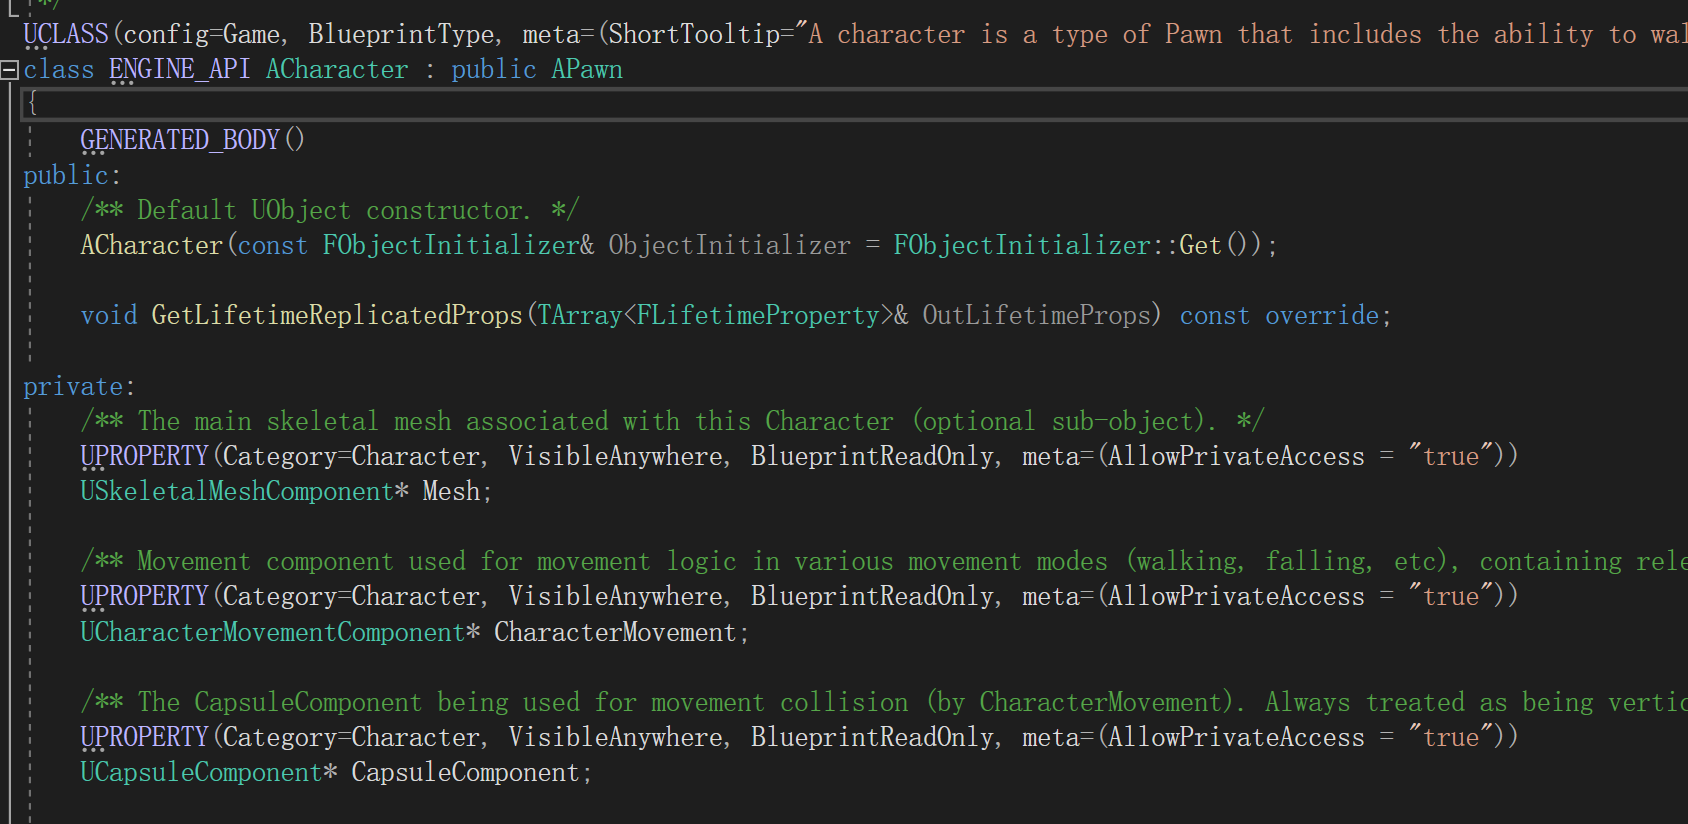 */
UCLASS(config=Game, BlueprintType, meta=(ShortTooltip="A character is a type of Pawn that includes the ability to wal
class ENGINE_API ACharacter : public APawn
{
GENERATED_BODY()
public:
/** Default UObject constructor. */
ACharacter(const FObjectInitializer& ObjectInitializer = FObjectInitializer::Get());
void GetLifetimeReplicatedProps(TArray<FLifetimeProperty>& OutLifetimeProps) const override;
private:
/** The main skeletal mesh associated with this Character (optional sub-object). */
UPROPERTY(Category=Character, VisibleAnywhere, BlueprintReadOnly, meta=(AllowPrivateAccess = "true"))
USkeletalMeshComponent* Mesh;
/** Movement component used for movement logic in various movement modes (walking, falling, etc), containing rele
UPROPERTY(Category=Character, VisibleAnywhere, BlueprintReadOnly, meta=(AllowPrivateAccess = "true"))
UCharacterMovementComponent* CharacterMovement;
/** The CapsuleComponent being used for movement collision (by CharacterMovement). Always treated as being vertic
UPROPERTY(Category=Character, VisibleAnywhere, BlueprintReadOnly, meta=(AllowPrivateAccess = "true"))
UCapsuleComponent* CapsuleComponent;